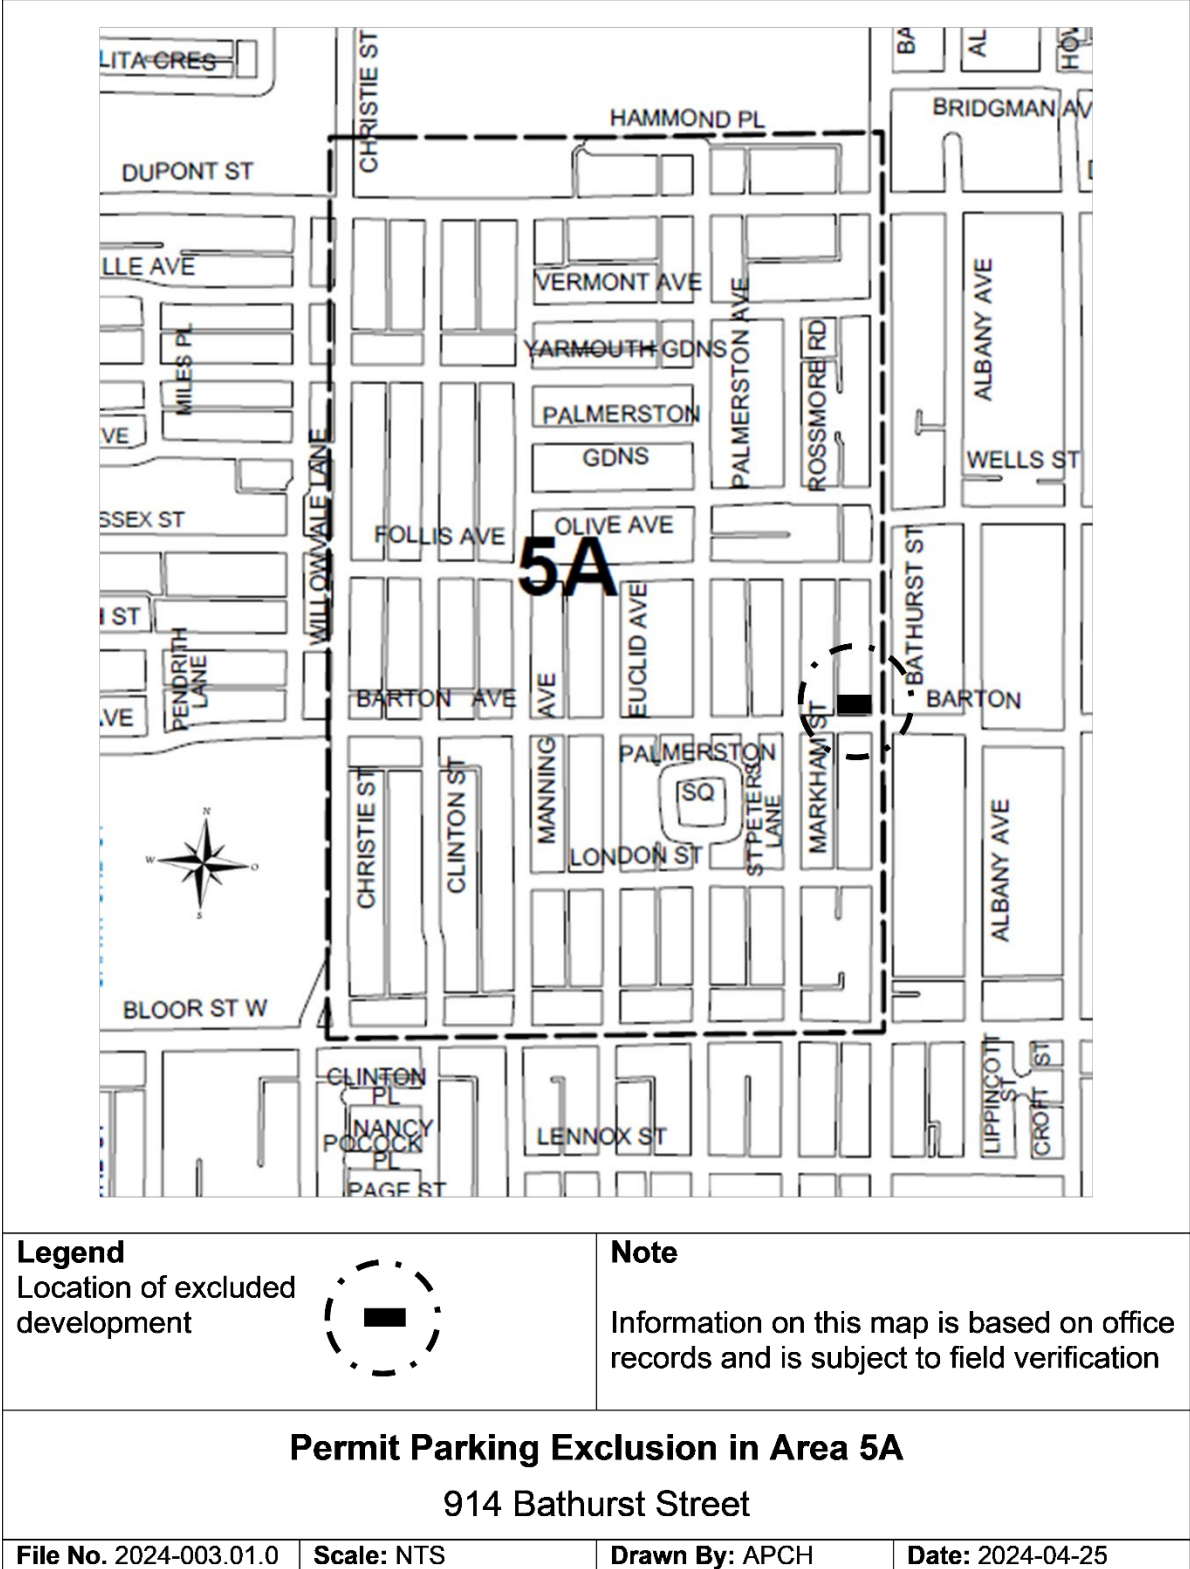 LITA CRES
CHRISTIE ST
BA
AL
HOW
HAMMOND PL
BRIDGMAN AV
DUPONT ST
LLE AVE
VERMONT AVE
ALBANY AVE
MILES PL
YARMOUTH GDNS
PALMERSTON AVE
ROSSMORE RD
PALMERSTON
GDNS
VE
WILLOWVALE LANE
WELLS ST
SSEX ST
FOLLIS AVE
OLIVE AVE
5A
BATHURST ST
H ST
EUCLID AVE
PENDRITH
LANE
BARTON AVE
MANNING AVE
BARTON
AVE
PALMERSTON
SQ
ST PETERS
LANE
MARKHAM ST
CHRISTIE ST
CLINTON ST
LONDON ST
ALBANY AVE
N
W
O
S
BLOOR ST W
CLINTON
PL
NANCY
POCOCK
PL
PAGE ST
LENNOX ST
LIPPINCOTT
ST
CROFT ST
Legend
Location of excluded
development
Note
Information on this map is based on office
records and is subject to field verification
Permit Parking Exclusion in Area 5A
914 Bathurst Street
File No. 2024-003.01.0
Scale: NTS
Drawn By: APCH
Date: 2024-04-25